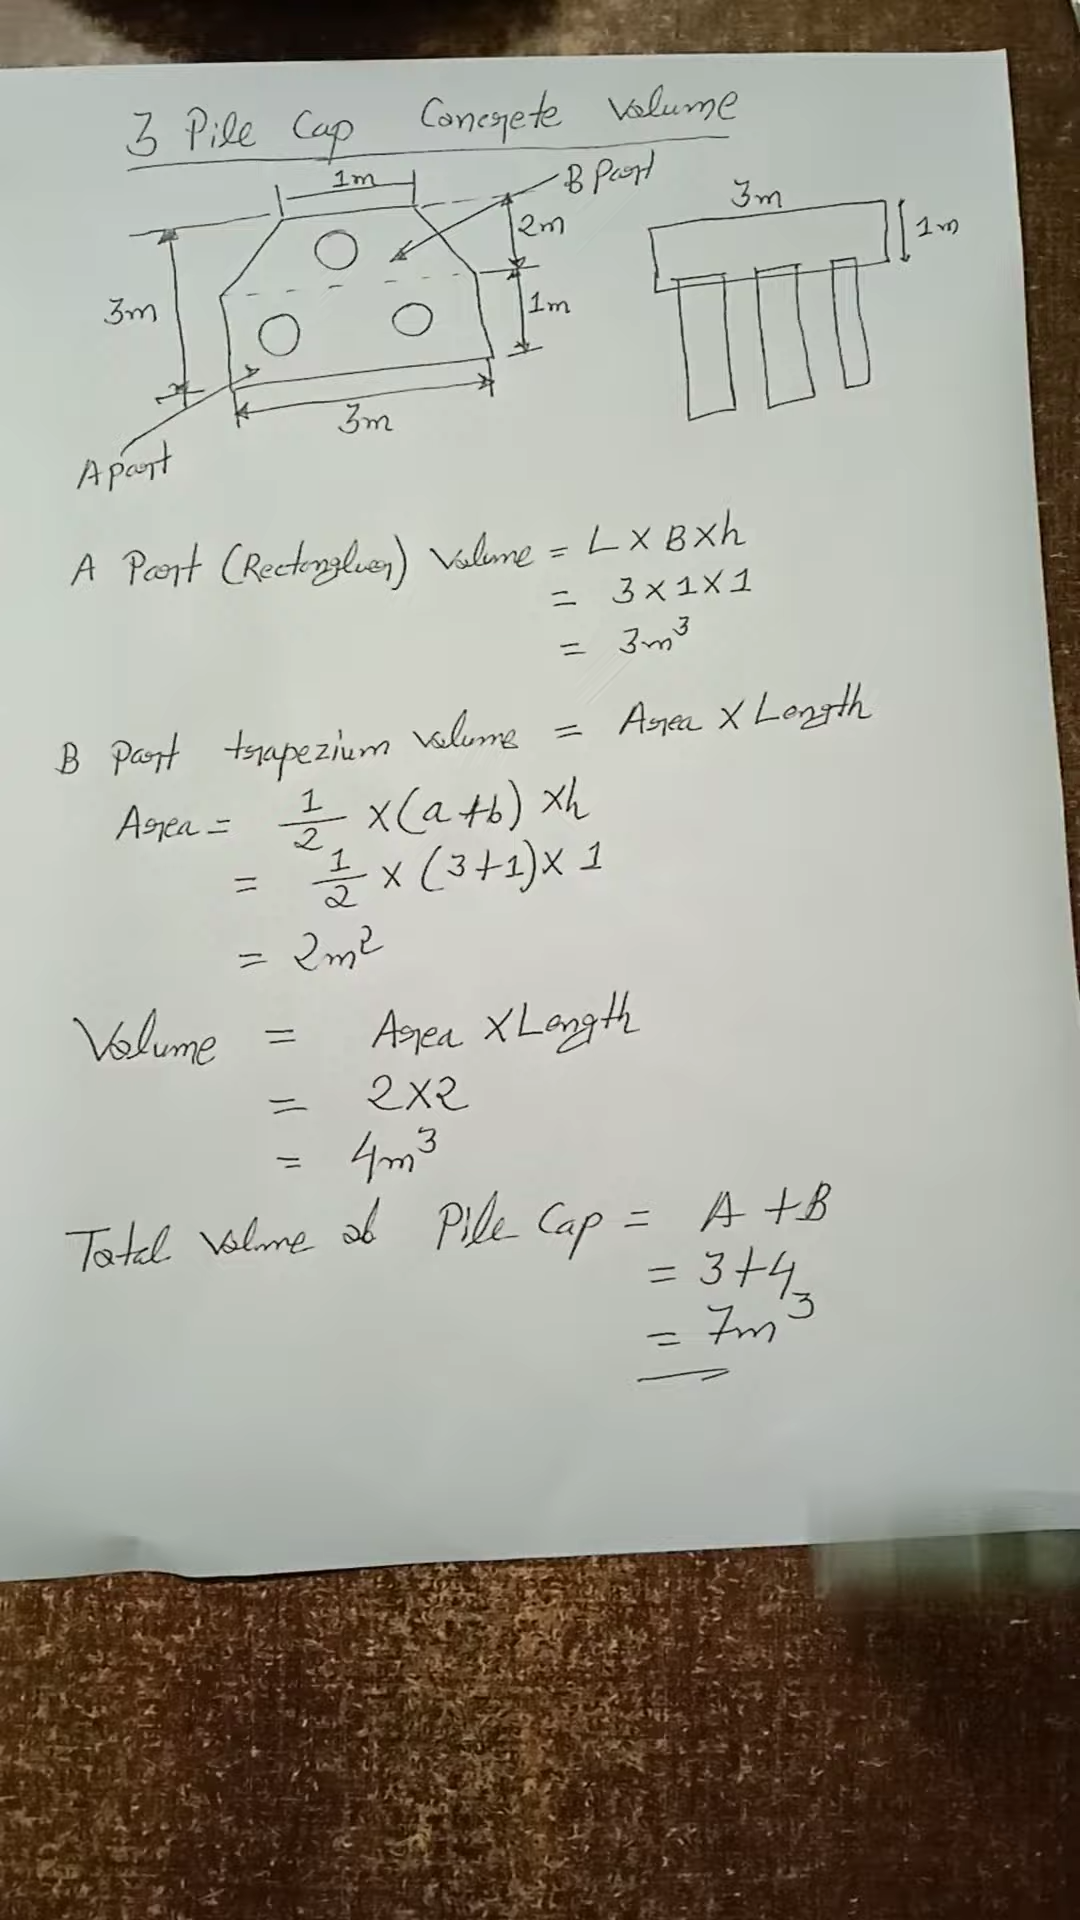 3 Pile Cap Concrete Volume
1m
B Part
2m
3m
1m
3m
A part
3m
1m
A Part (Rectangluer) Volume = L X B X h
= 3 X 1 X 1
= 3m³
B Part trapezium Volume = Area X Length
Area = 1/2 X (a+b) X h
= 1/2 X (3+1) X 1
= 2m²
Volume = Area X Length
= 2X2
= 4m³
Total Volme of Pile Cap = A + B
= 3+4
= 7m³